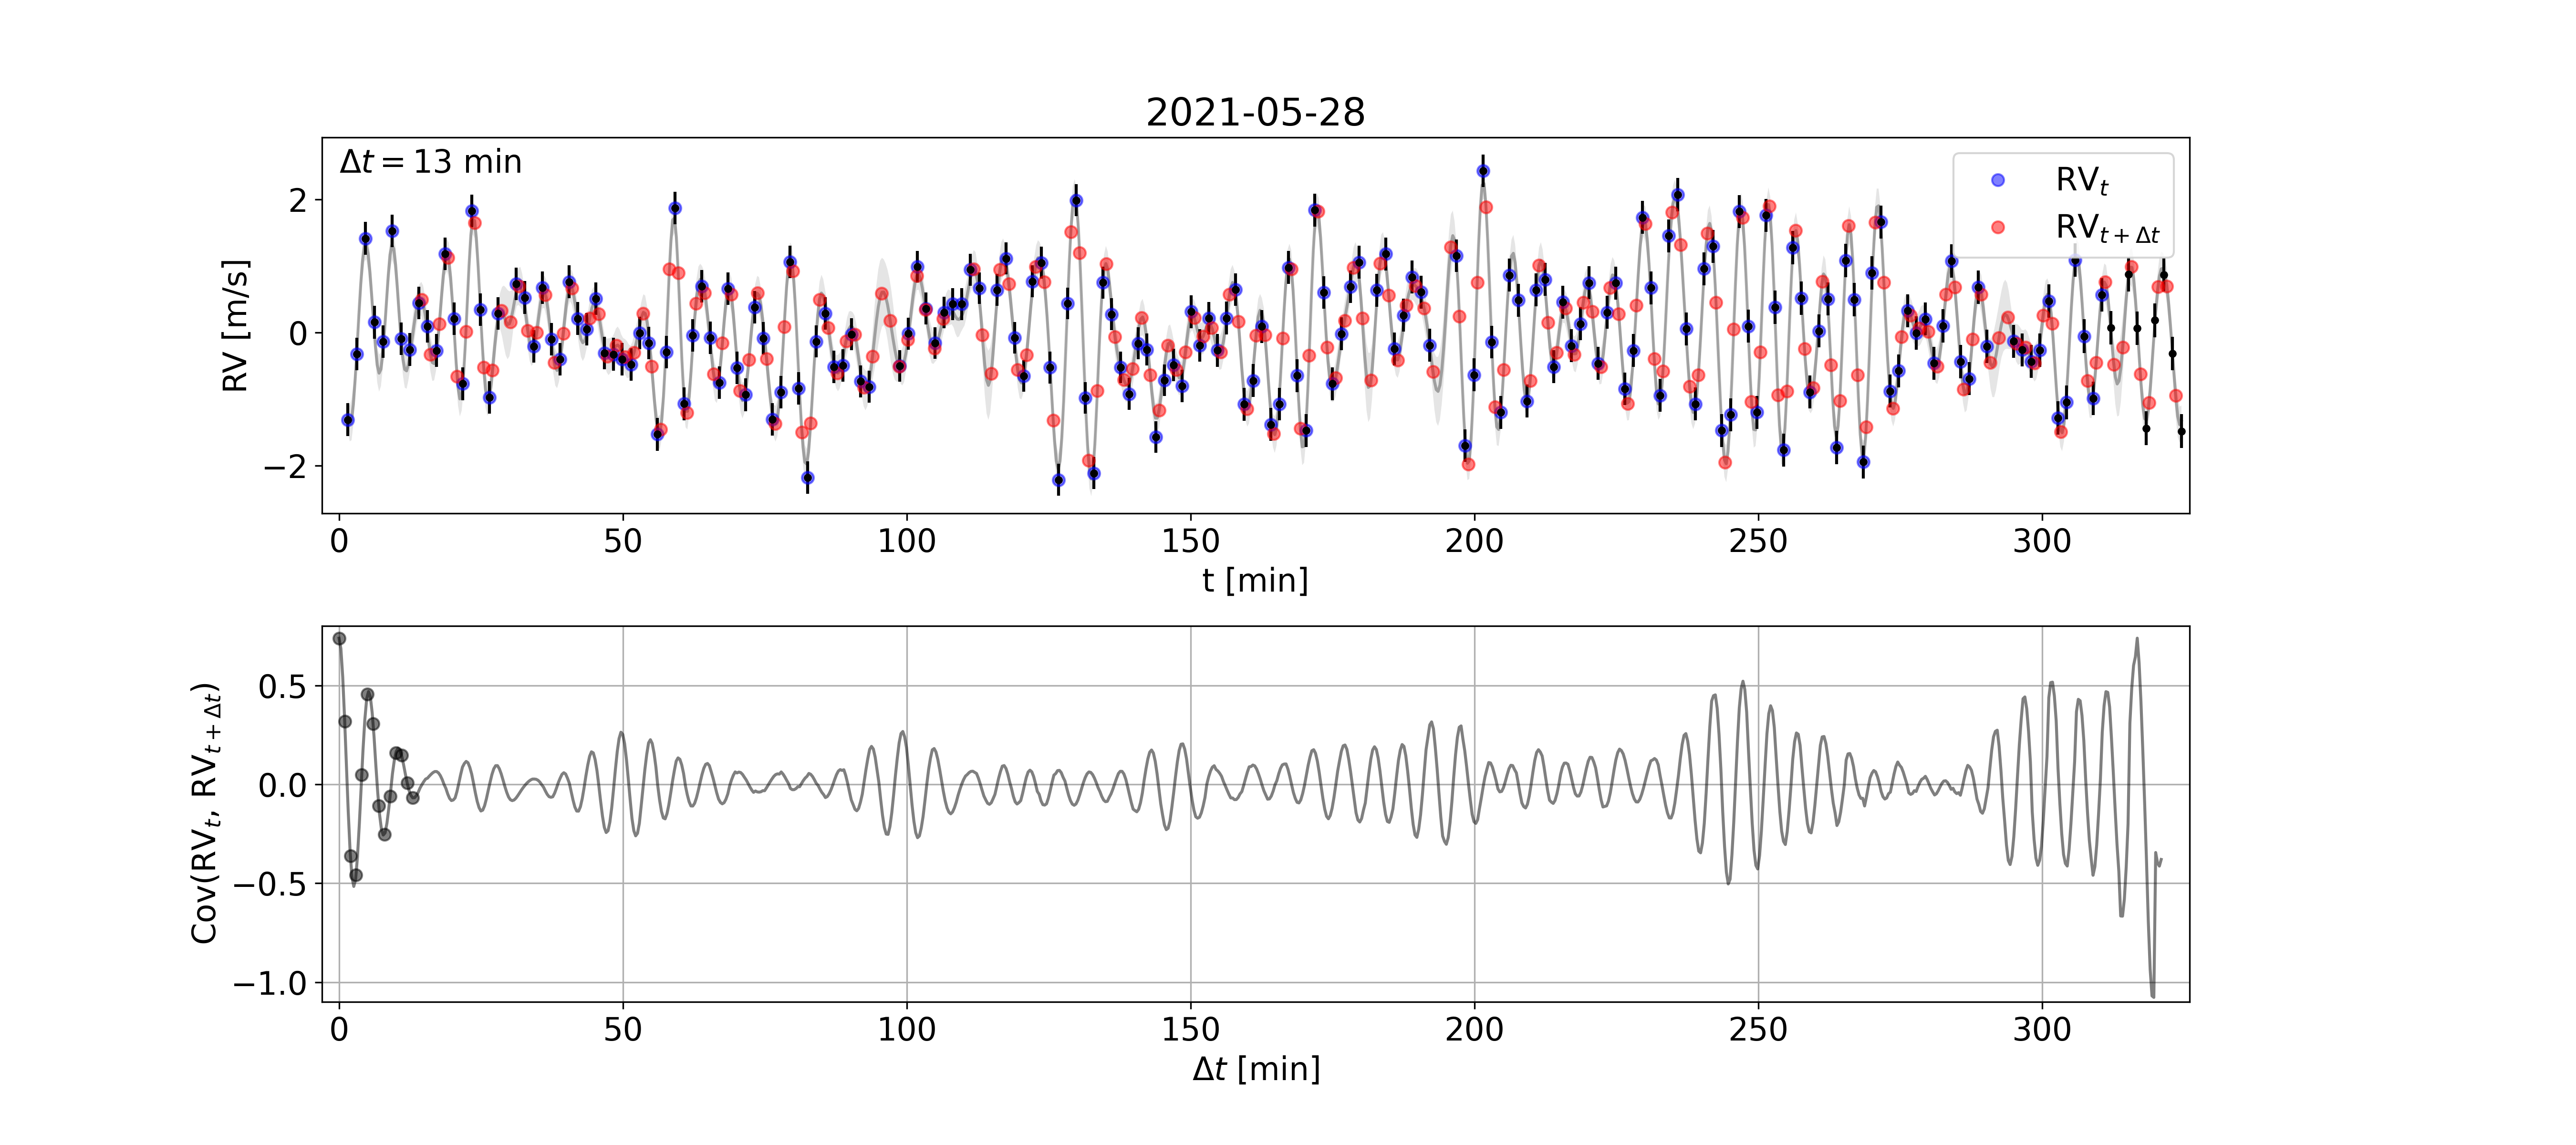 2021-05-28
Δt = 13 min
RV_t
RV_{t+Δt}
RV [m/s]
2
0
−2
0 50 100 150 200 250 300
t [min]
Cov(RV_t, RV_{t+Δt})
0.5
0.0
−0.5
−1.0
0 50 100 150 200 250 300
Δt [min]